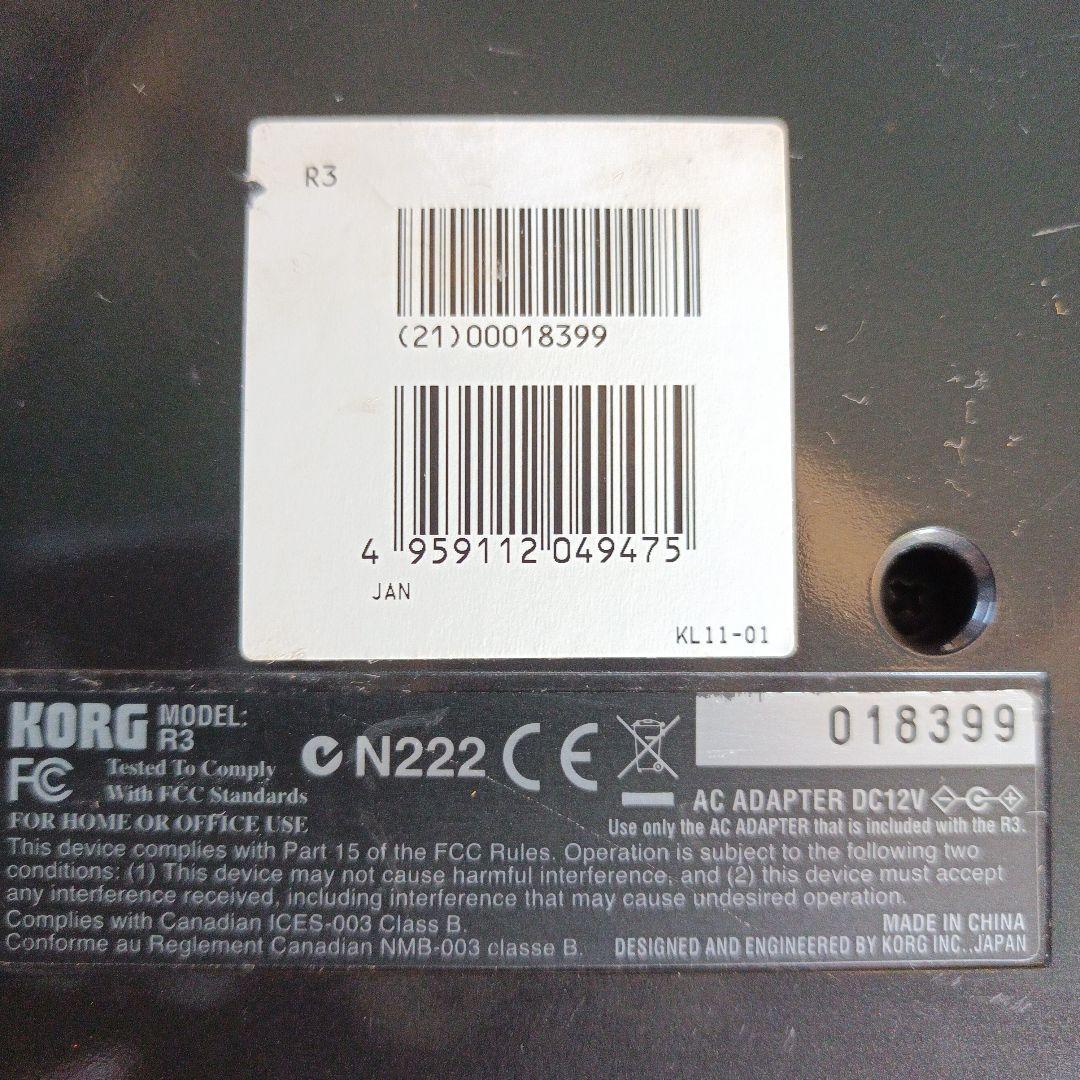 R3
(21)00018399
4 959112 049475
JAN
KL11-01
KORG MODEL:
R3
018399
FC Tested To Comply
With FCC Standards
N222 CE
FOR HOME OR OFFICE USE
AC ADAPTER DC12V
Use only the AC ADAPTER that is included with the R3.
This device complies with Part 15 of the FCC Rules. Operation is subject to the following two
conditions: (1) This device may not cause harmful interference, and (2) this device must accept
any interference received, including interference that may cause undesired operation.
Complies with Canadian ICES-003 Class B.
Conforme au Reglement Canadien NMB-003 classe B.
MADE IN CHINA
DESIGNED AND ENGINEERED BY KORG INC.,JAPAN